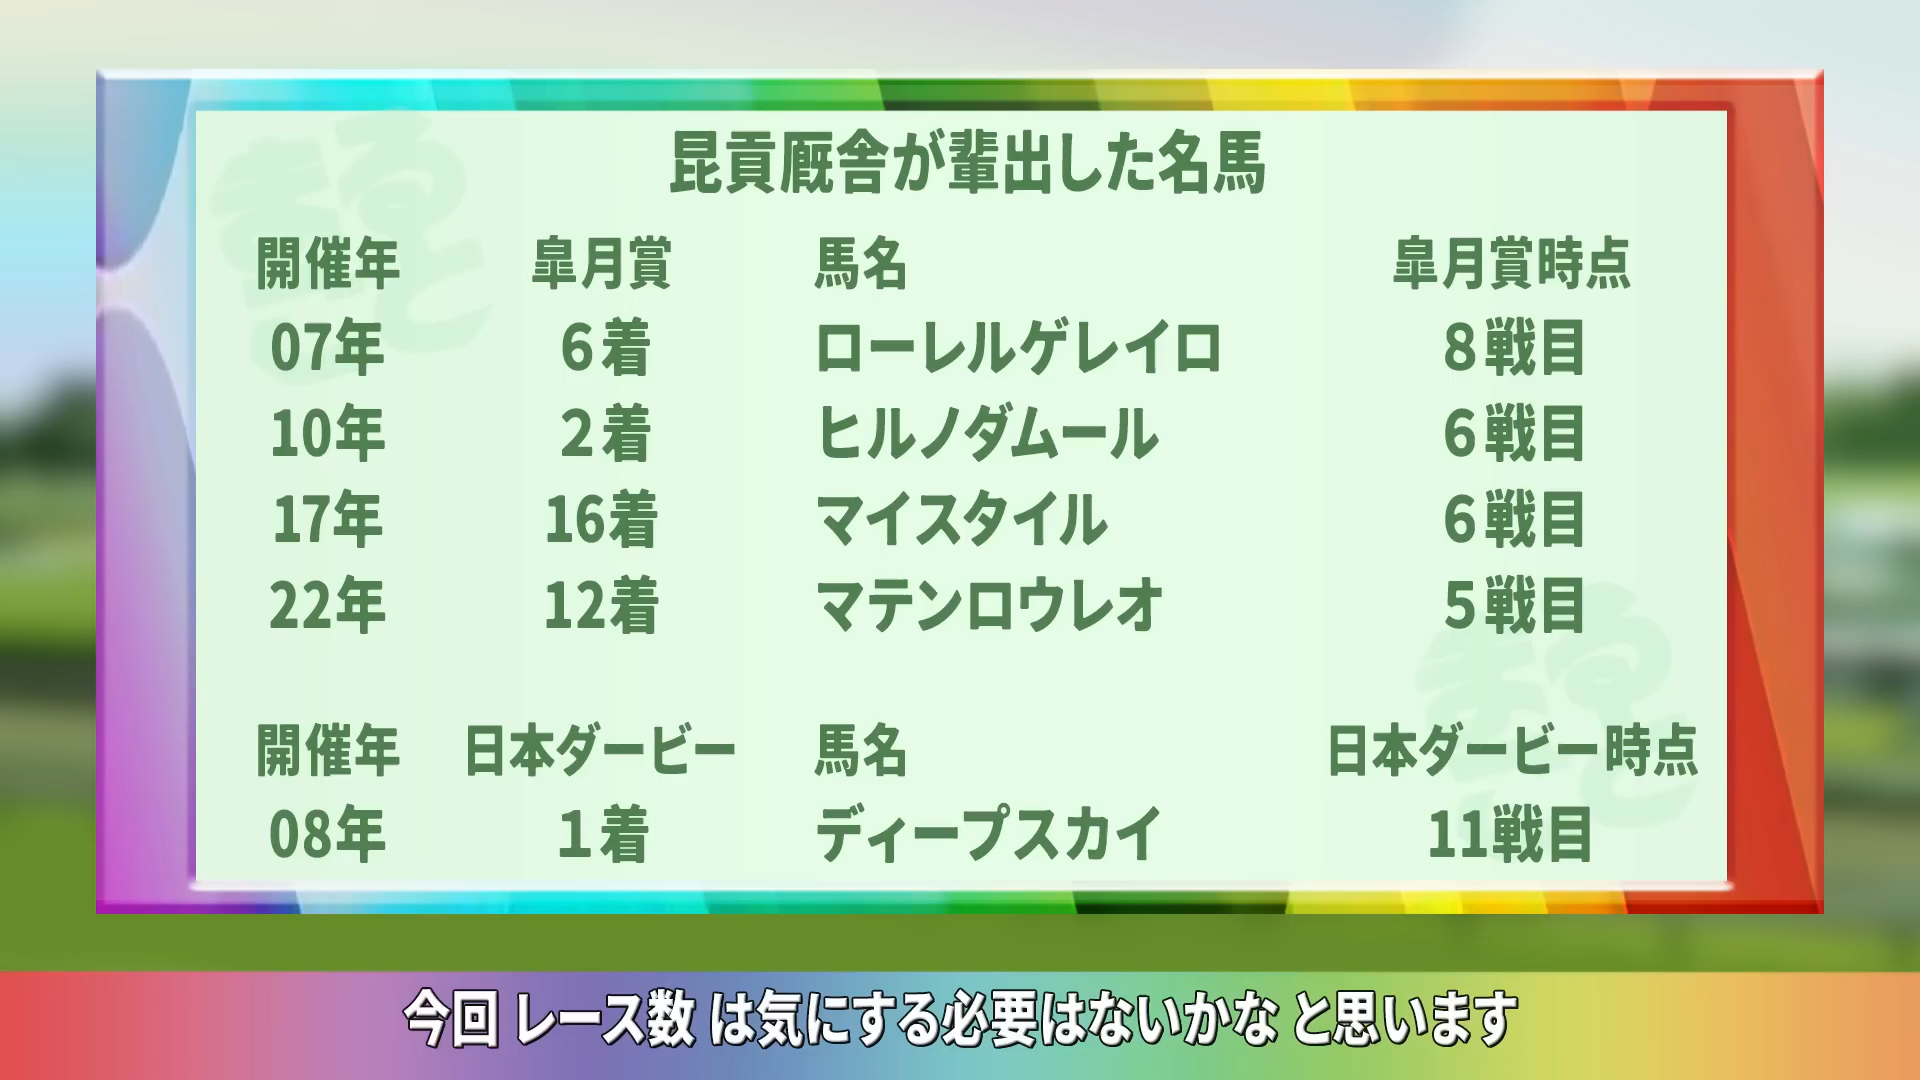 昆貢厩舎が輩出した名馬
開催年 皐月賞 馬名 皐月賞時点
07年 6着 ローレルゲレイロ 8戦目
10年 2着 ヒルノダムール 6戦目
17年 16着 マイスタイル 6戦目
22年 12着 マテンロウレオ 5戦目
開催年 日本ダービー 馬名 日本ダービー時点
08年 1着 ディープスカイ 11戦目
今回 レース数 は気にする必要はないかな と思います